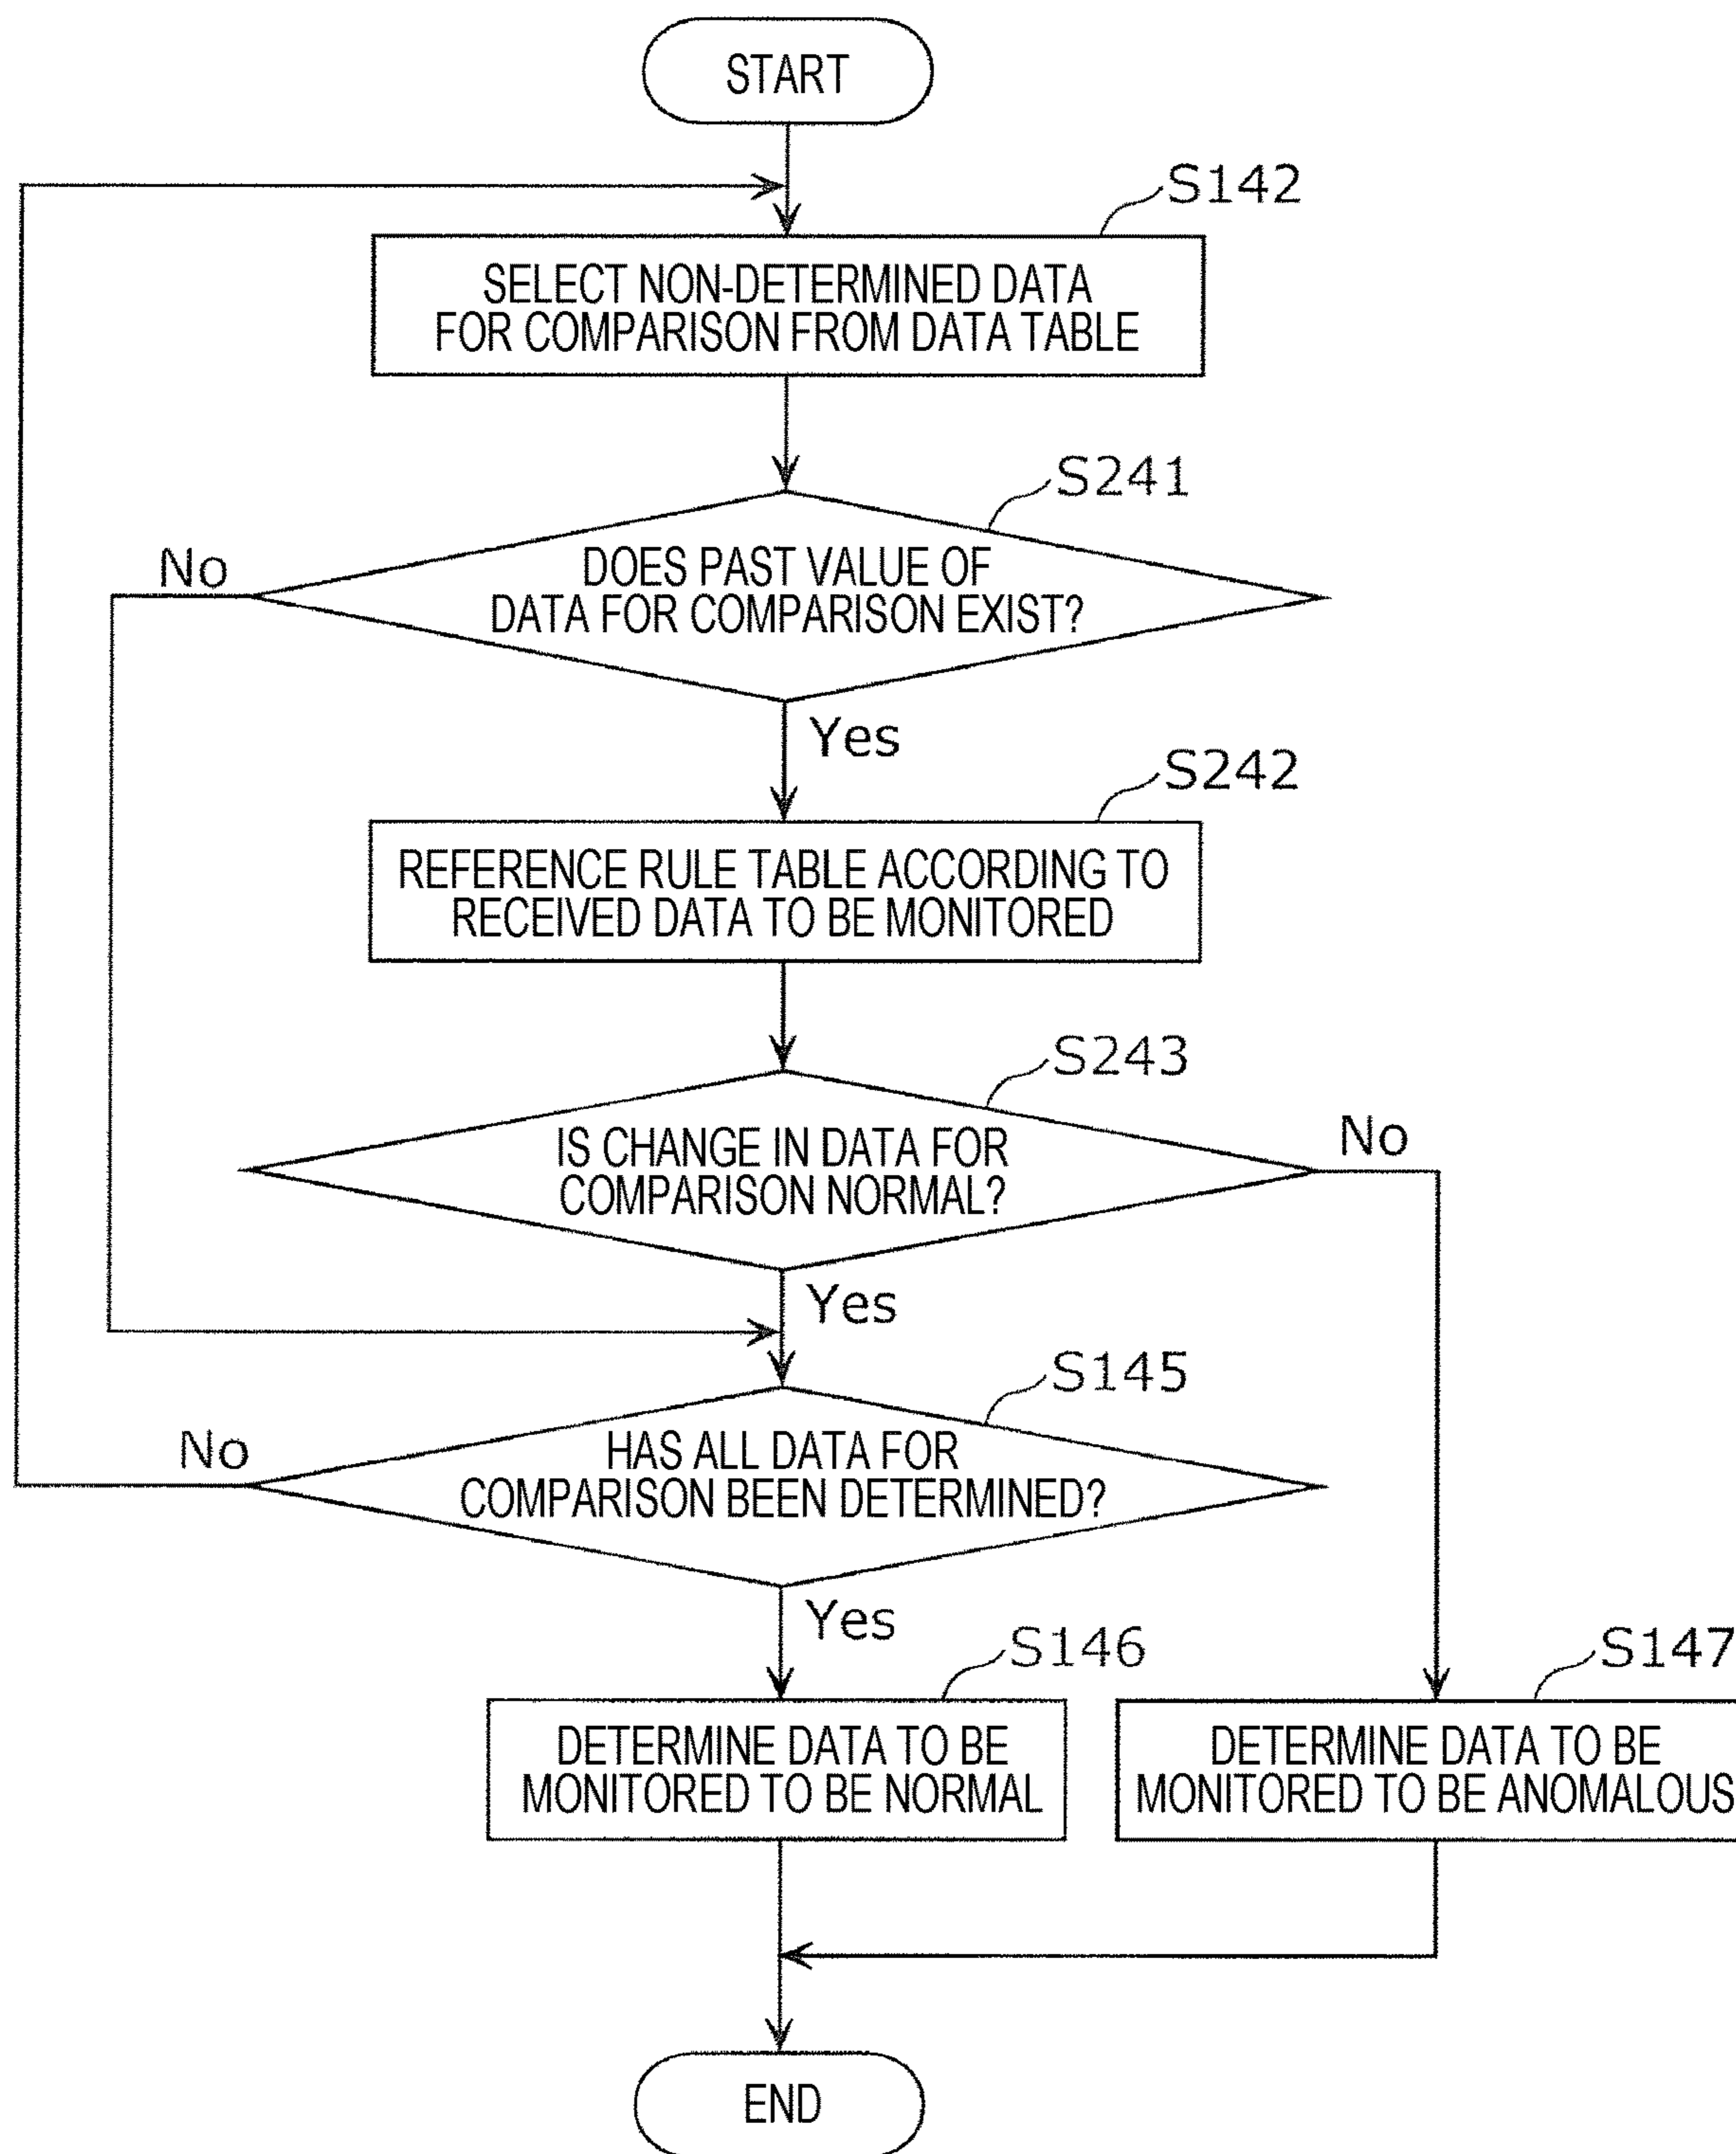 START
S142
SELECT NON-DETERMINED DATA
FOR COMPARISON FROM DATA TABLE
S241
No
DOES PAST VALUE OF
DATA FOR COMPARISON EXIST?
Yes
S242
REFERENCE RULE TABLE ACCORDING TO
RECEIVED DATA TO BE MONITORED
S243
IS CHANGE IN DATA FOR
COMPARISON NORMAL?
No
Yes
S145
No
HAS ALL DATA FOR
COMPARISON BEEN DETERMINED?
Yes
S146
DETERMINE DATA TO BE
MONITORED TO BE NORMAL
S147
DETERMINE DATA TO BE
MONITORED TO BE ANOMALOUS
END